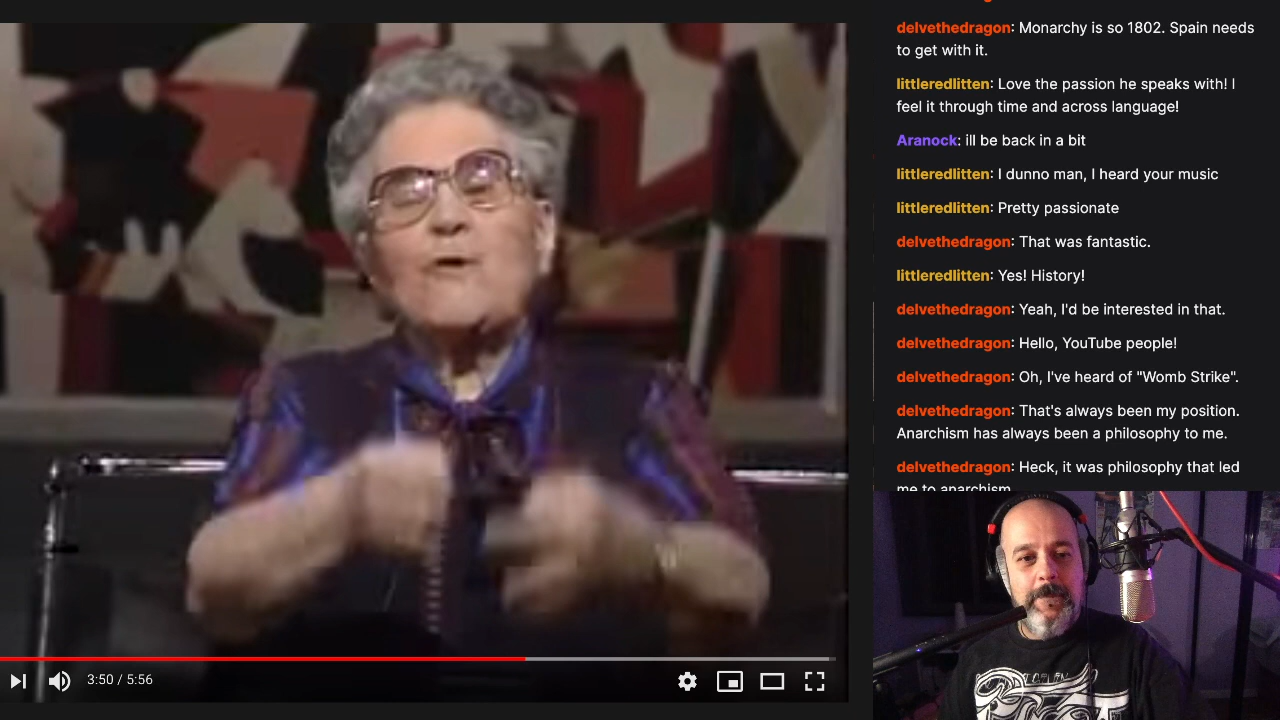 delvethedragon: Monarchy is so 1802. Spain needs
to get with it.
littleredlitten: Love the passion he speaks with! I
feel it through time and across language!
Aranock: ill be back in a bit
littleredlitten: I dunno man, I heard your music
littleredlitten: Pretty passionate
delvethedragon: That was fantastic.
littleredlitten: Yes! History!
delvethedragon: Yeah, I'd be interested in that.
delvethedragon: Hello, YouTube people!
delvethedragon: Oh, I've heard of "Womb Strike".
delvethedragon: That's always been my position.
Anarchism has always been a philosophy to me.
delvethedragon: Heck, it was philosophy that led
me to anarchism
3:50 / 5:56